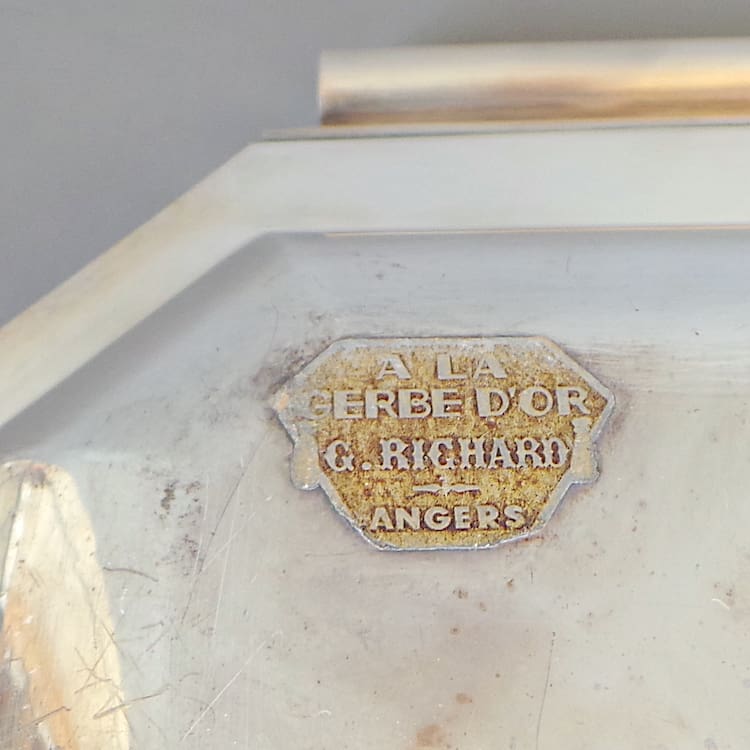 A LA
GERBE D'OR
G. RICHARD
ANGERS